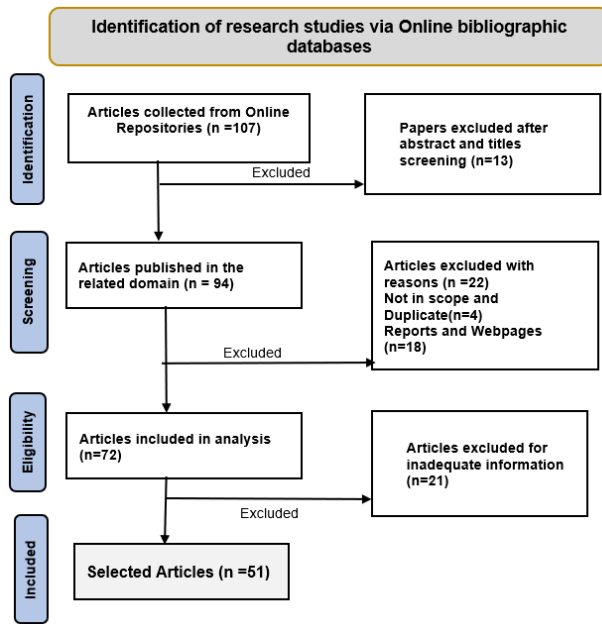 Identification of research studies via Online bibliographic
databases
Identification
Articles collected from Online
Repositories (n =107)
Papers excluded after
abstract and titles
screening (n=13)
Excluded
Screening
Articles published in the
related domain (n = 94)
Articles excluded with
reasons (n =22)
Not in scope and
Duplicate(n=4)
Reports and Webpages
(n=18)
Excluded
Eligibility
Articles included in analysis
(n=72)
Articles excluded for
inadequate information
(n=21)
Excluded
Included
Selected Articles (n =51)